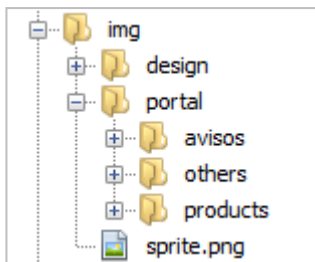 img
design
portal
avisos
others
products
sprite.png